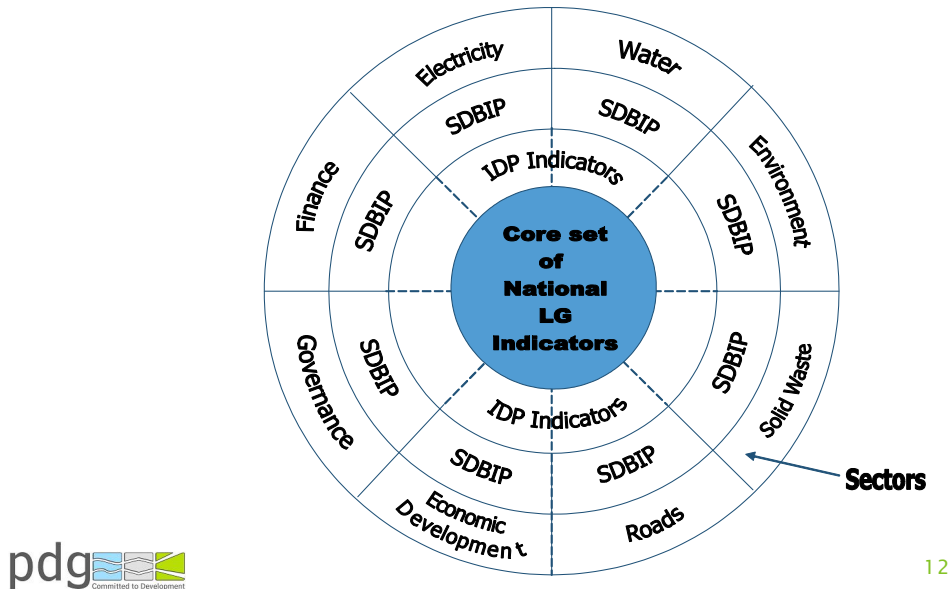 Electricity
Water
SDBIP
SDBIP
IDP Indicators
Finance
SDBIP
SDBIP
Environment
Core set
of
National
LG
Indicators
Governance
SDBIP
SDBIP
Solid Waste
IDP Indicators
SDBIP
SDBIP
Sectors
Economic
Development
Roads
pdg
Committed to Development
12